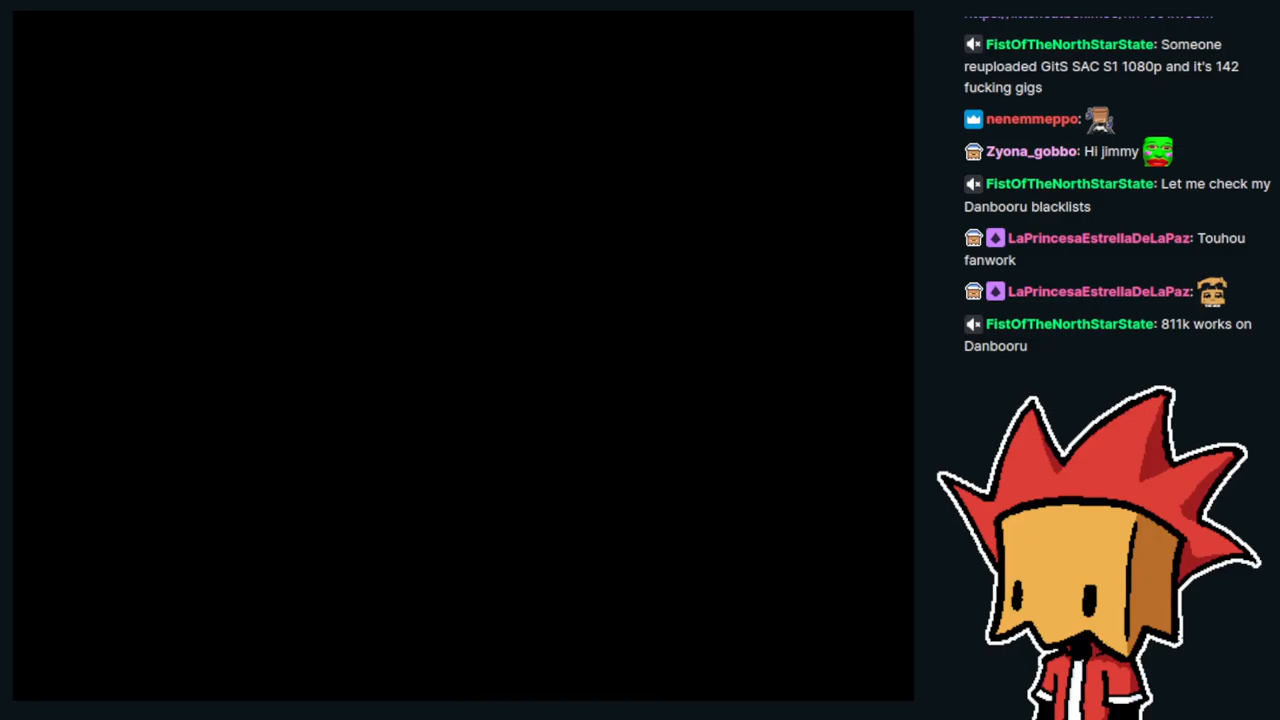 FistOfTheNorthStarState: Someone
reuploaded GitS SAC S1 1080p and it's 142
fucking gigs
nenemmeppo:
Zyona_gobbo: Hi jimmy
FistOfTheNorthStarState: Let me check my
Danbooru blacklists
LaPrincesaEstrellaDeLaPaz: Touhou
fanwork
LaPrincesaEstrellaDeLaPaz:
FistOfTheNorthStarState: 811k works on
Danbooru